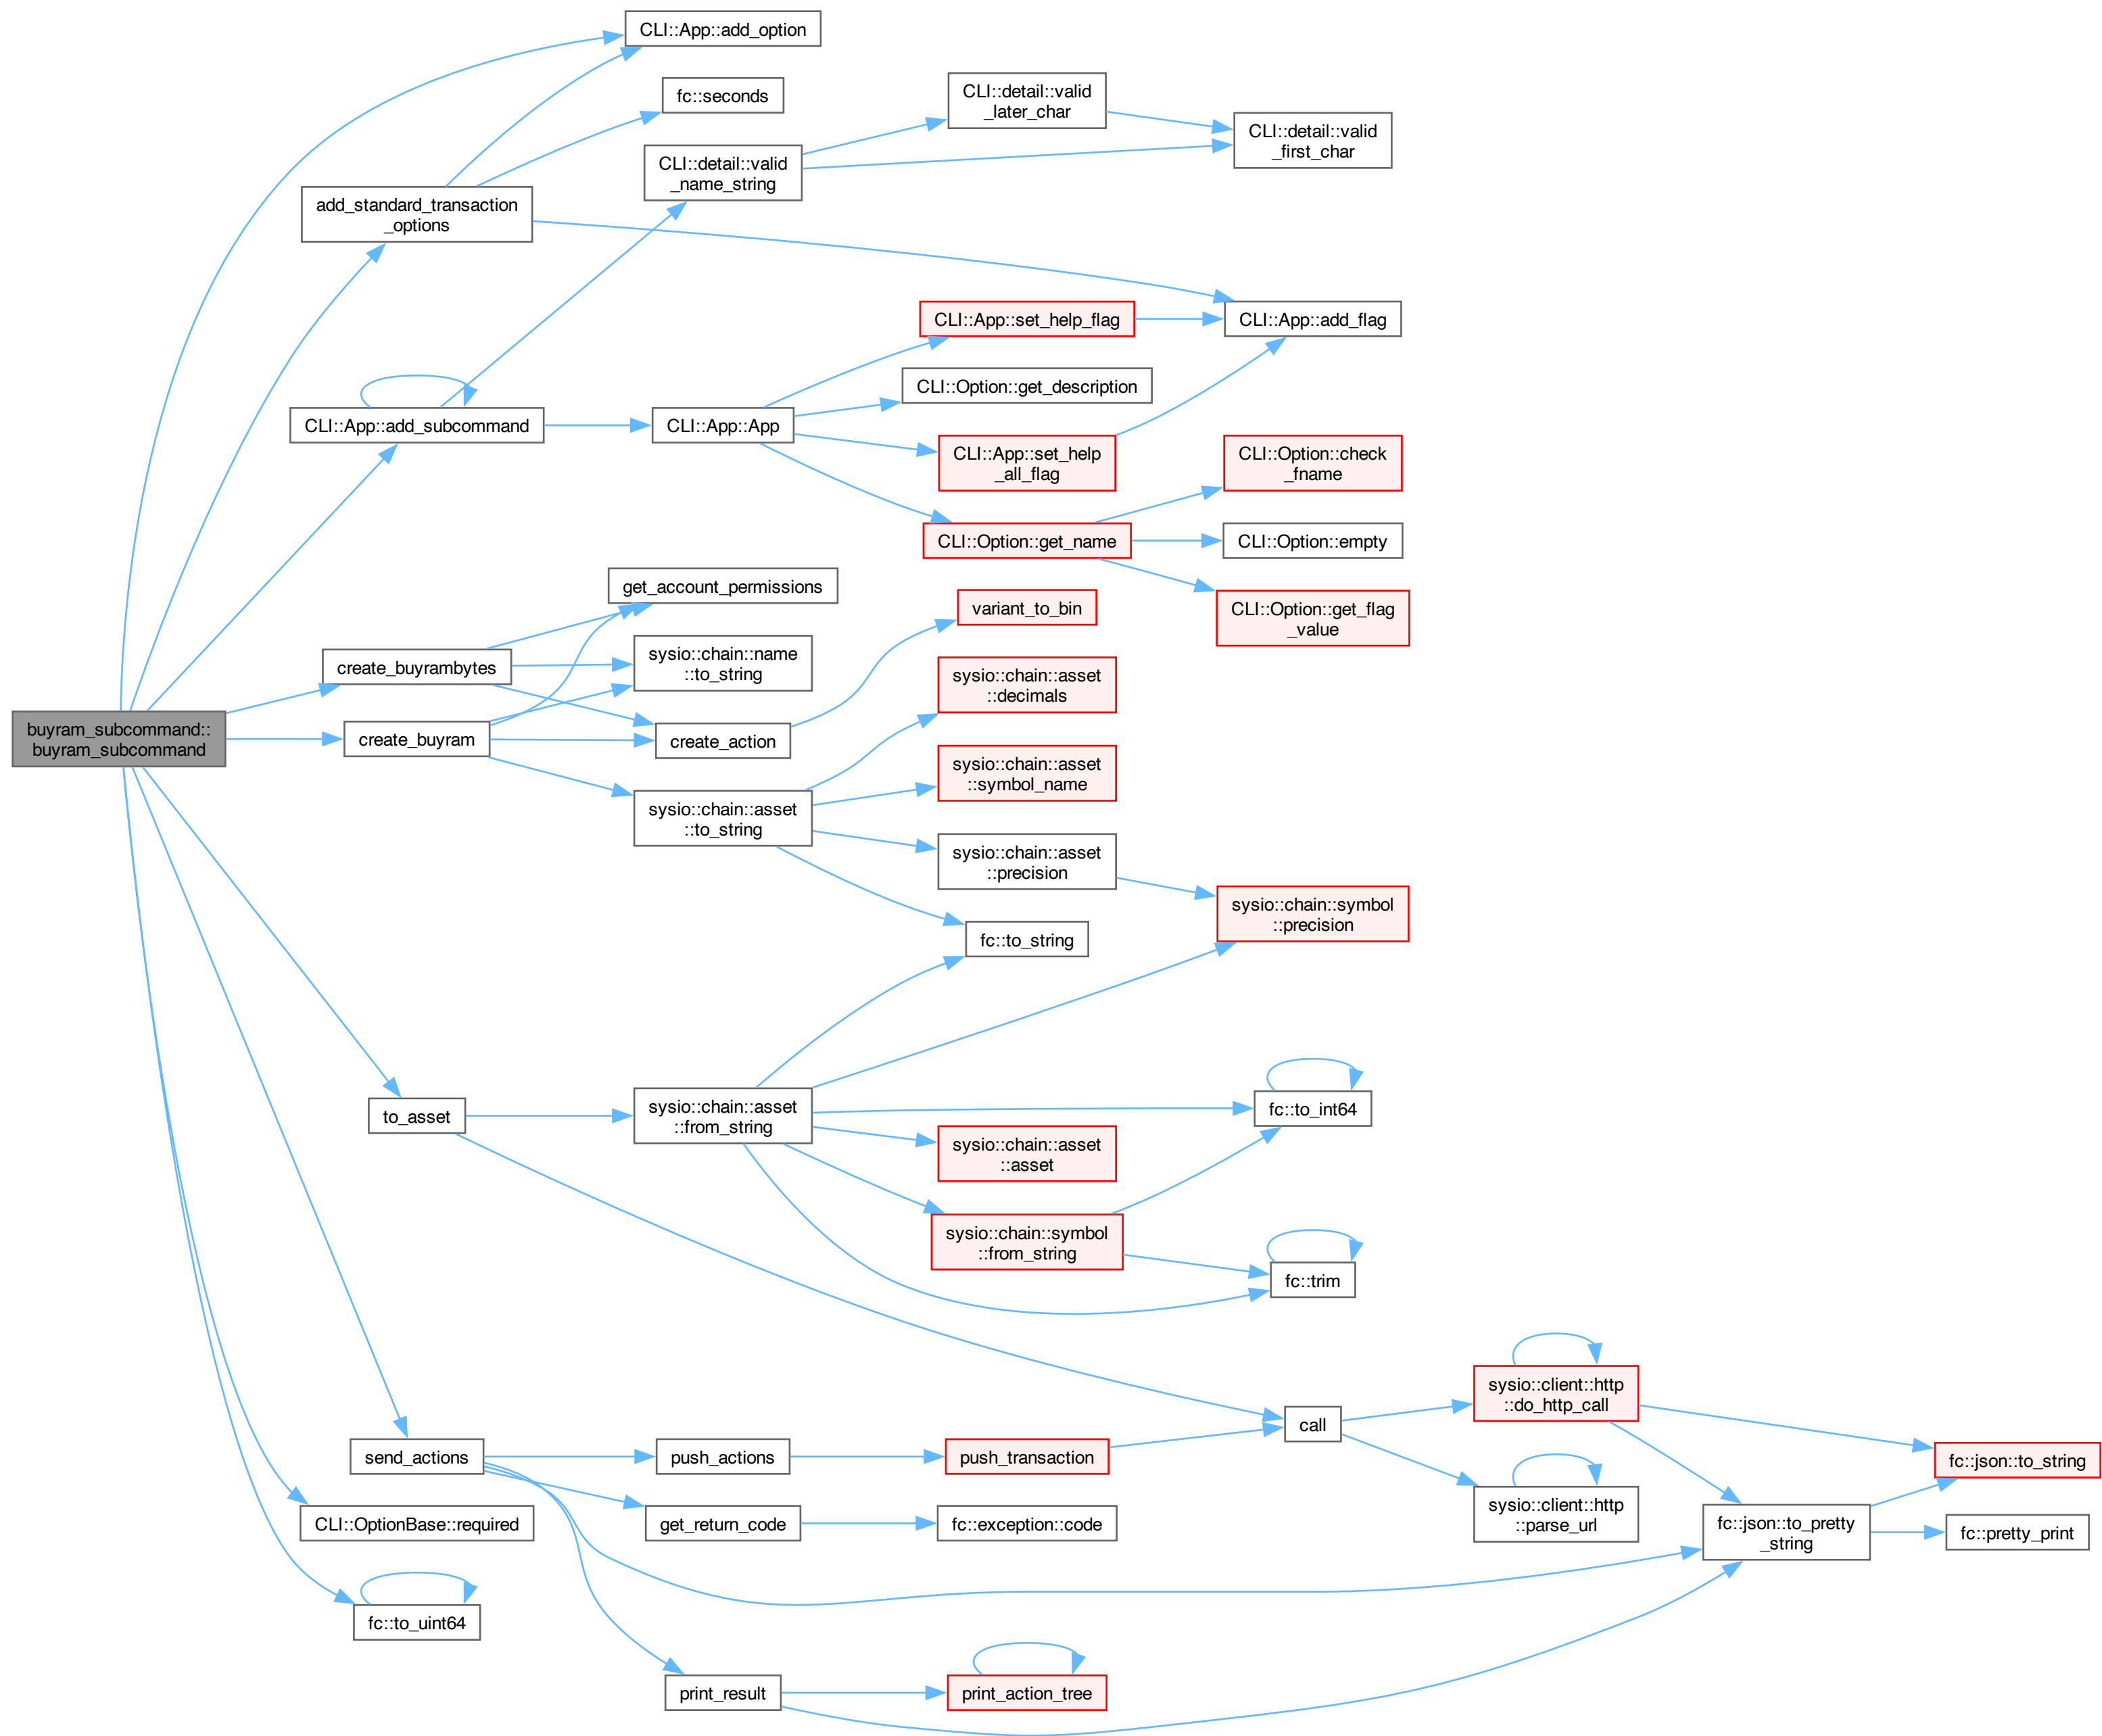 CLI::App::add_option
fc::seconds
CLI::detail::valid
_later_char
CLI::detail::valid
_first_char
CLI::detail::valid
_name_string
add_standard_transaction
_options
CLI::App::set_help_flag
CLI::App::add_flag
CLI::Option::get_description
CLI::App::add_subcommand
CLI::App::App
CLI::App::set_help
_all_flag
CLI::Option::check
_fname
CLI::Option::get_name
CLI::Option::empty
get_account_permissions
variant_to_bin
CLI::Option::get_flag
_value
create_buyrambytes
sysio::chain::name
::to_string
sysio::chain::asset
::decimals
buyram_subcommand::
buyram_subcommand
create_buyram
create_action
sysio::chain::asset
::symbol_name
sysio::chain::asset
::to_string
sysio::chain::asset
::precision
sysio::chain::symbol
::precision
fc::to_string
to_asset
sysio::chain::asset
::from_string
fc::to_int64
sysio::chain::asset
::asset
sysio::chain::symbol
::from_string
fc::trim
sysio::client::http
::do_http_call
call
send_actions
push_actions
push_transaction
fc::json::to_string
CLI::OptionBase::required
get_return_code
fc::exception::code
sysio::client::http
::parse_url
fc::json::to_pretty
_string
fc::pretty_print
fc::to_uint64
print_result
print_action_tree